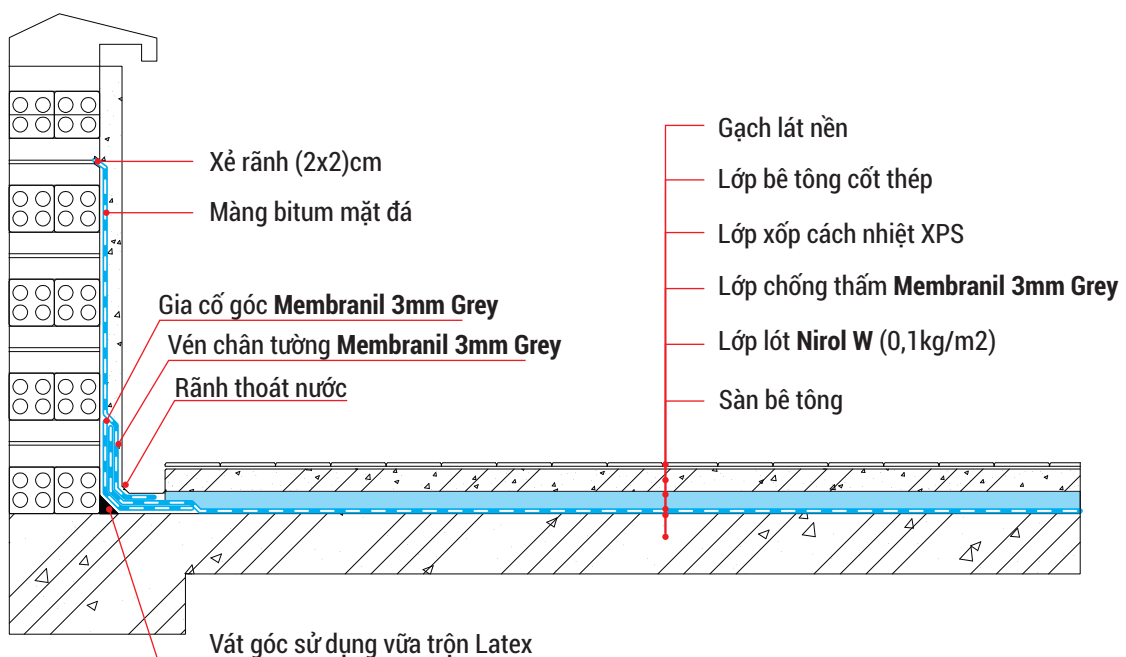 Xẻ rãnh (2x2)cm
Màng bitum mặt đá
Gia cố góc Membranil 3mm Grey
Vén chân tường Membranil 3mm Grey
Rãnh thoát nước
Gạch lát nền
Lớp bê tông cốt thép
Lớp xốp cách nhiệt XPS
Lớp chống thấm Membranil 3mm Grey
Lớp lót Nirol W (0,1kg/m2)
Sàn bê tông
Vát góc sử dụng vữa trộn Latex